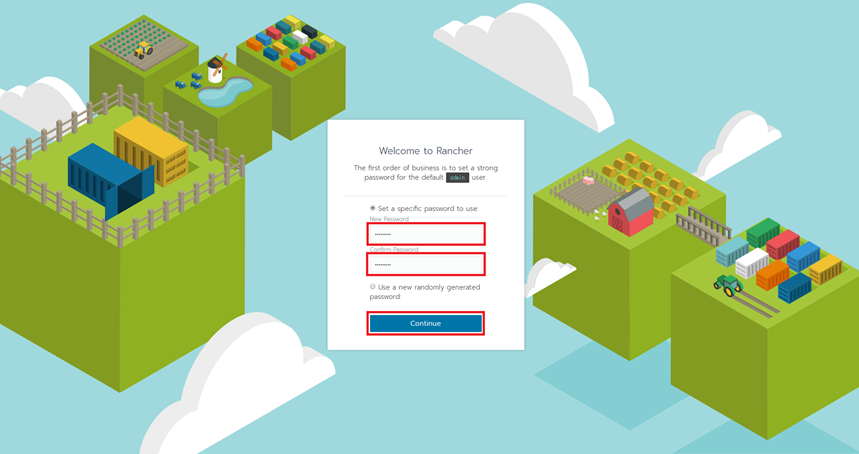 Welcome to Rancher
The first order of business is to set a strong
password for the default admin user.
Set a specific password to use:
New Password
Confirm Password
Use a new randomly generated
password
Continue